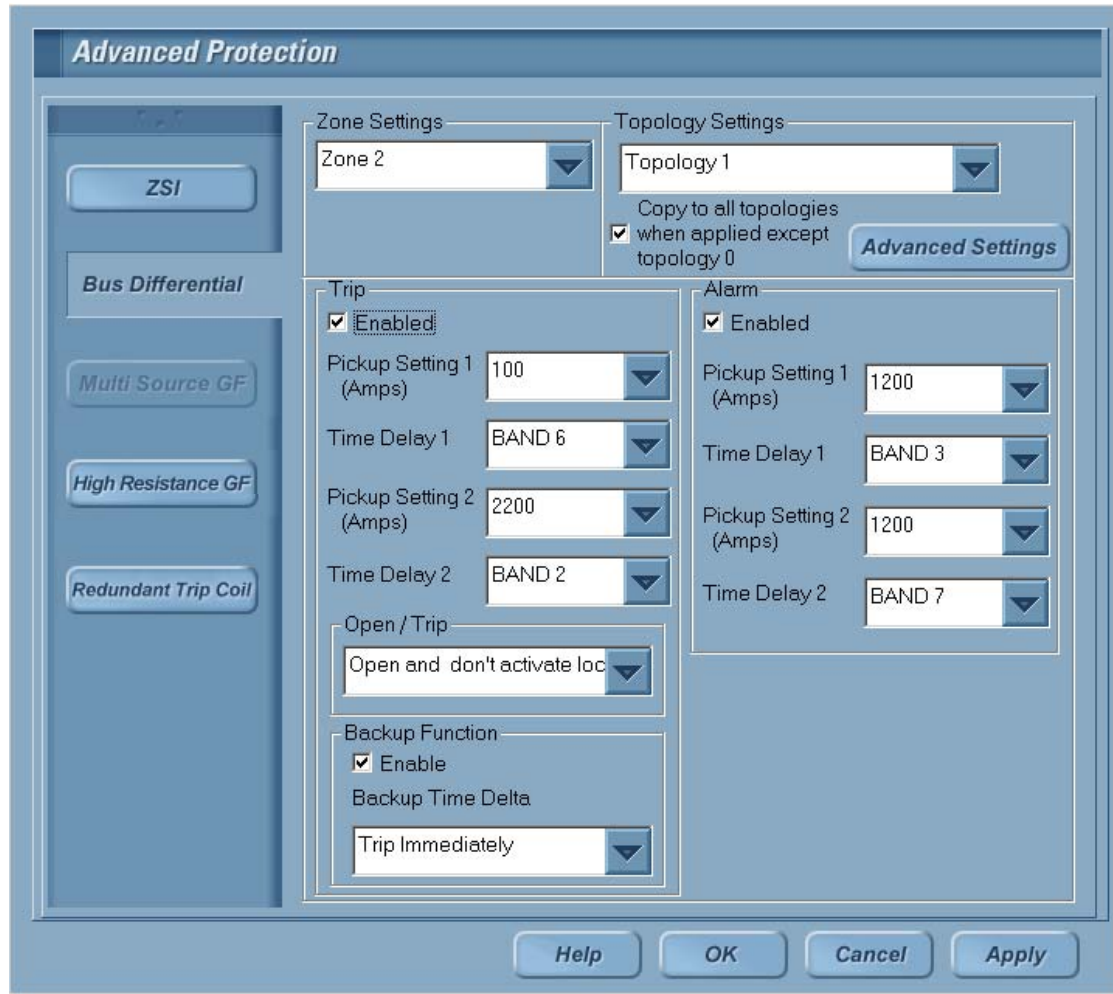 Advanced Protection
ZSI
Bus Differential
Multi Source GF
High Resistance GF
Redundant Trip Coil
Zone Settings
Zone 2
Topology Settings
Topology 1
Copy to all topologies
when applied except
topology 0
Advanced Settings
Trip
Enabled
Pickup Setting 1
(Amps)
100
Time Delay 1
BAND 6
Pickup Setting 2
(Amps)
2200
Time Delay 2
BAND 2
Open / Trip
Open and don't activate loc
Backup Function
Enable
Backup Time Delta
Trip Immediately
Alarm
Enabled
Pickup Setting 1
(Amps)
1200
Time Delay 1
BAND 3
Pickup Setting 2
(Amps)
1200
Time Delay 2
BAND 7
Help
OK
Cancel
Apply